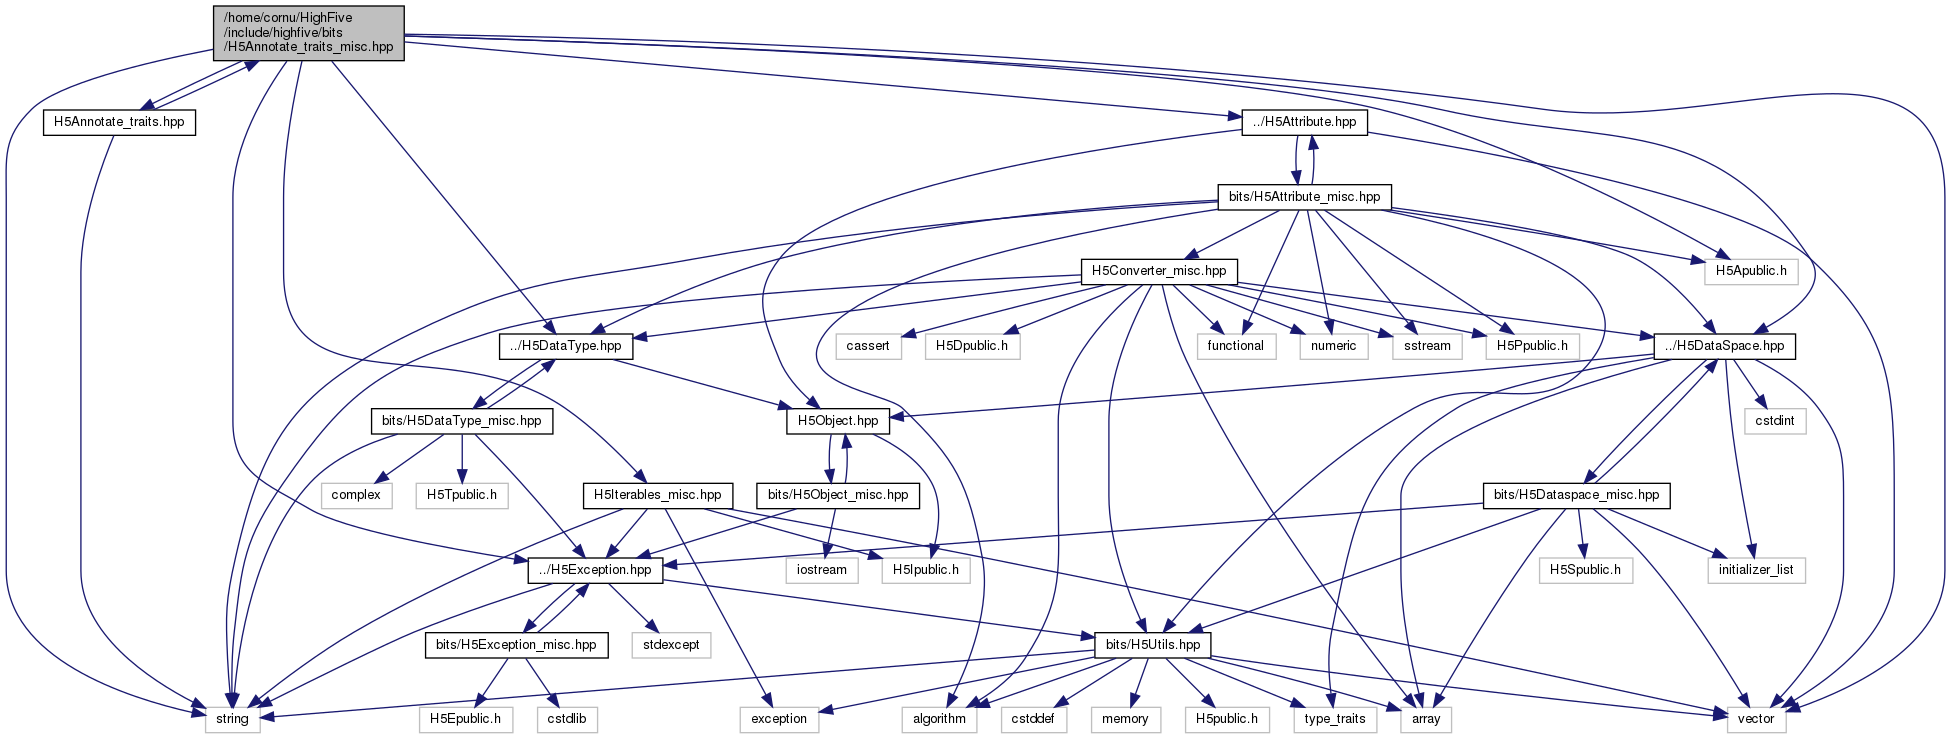 /home/cornu/HighFive
/include/highfive/bits
/H5Annotate_traits_misc.hpp
H5Annotate_traits.hpp
../H5Attribute.hpp
bits/H5Attribute_misc.hpp
H5Converter_misc.hpp
H5Apublic.h
../H5DataType.hpp
cassert
H5Dpublic.h
functional
numeric
sstream
H5Ppublic.h
../H5DataSpace.hpp
bits/H5DataType_misc.hpp
H5Object.hpp
cstdint
complex
H5Tpublic.h
H5Iterables_misc.hpp
bits/H5Object_misc.hpp
bits/H5Dataspace_misc.hpp
../H5Exception.hpp
iostream
H5Ipublic.h
H5Spublic.h
initializer_list
bits/H5Exception_misc.hpp
stdexcept
bits/H5Utils.hpp
string
H5Epublic.h
cstdlib
exception
algorithm
cstddef
memory
H5public.h
type_traits
array
vector